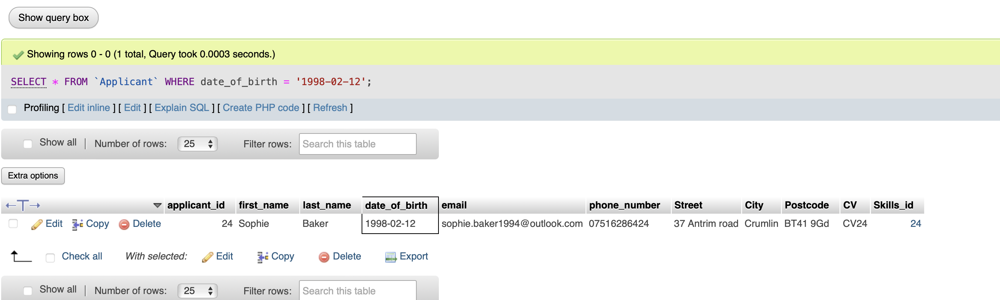 Show query box
Showing rows 0 - 0 (1 total, Query took 0.0003 seconds.)
SELECT * FROM `Applicant` WHERE date_of_birth = '1998-02-12';
Profiling [ Edit inline ] [ Edit ] [ Explain SQL ] [ Create PHP code ] [ Refresh ]
Show all | Number of rows: 25 Filter rows: Search this table
Extra options
←T→ applicant_id first_name last_name date_of_birth email phone_number Street City Postcode CV Skills_id
Edit Copy Delete 24 Sophie Baker 1998-02-12 sophie.baker1994@outlook.com 07516286424 37 Antrim road Crumlin BT41 9Gd CV24 24
Check all With selected: Edit Copy Delete Export
Show all | Number of rows: 25 Filter rows: Search this table